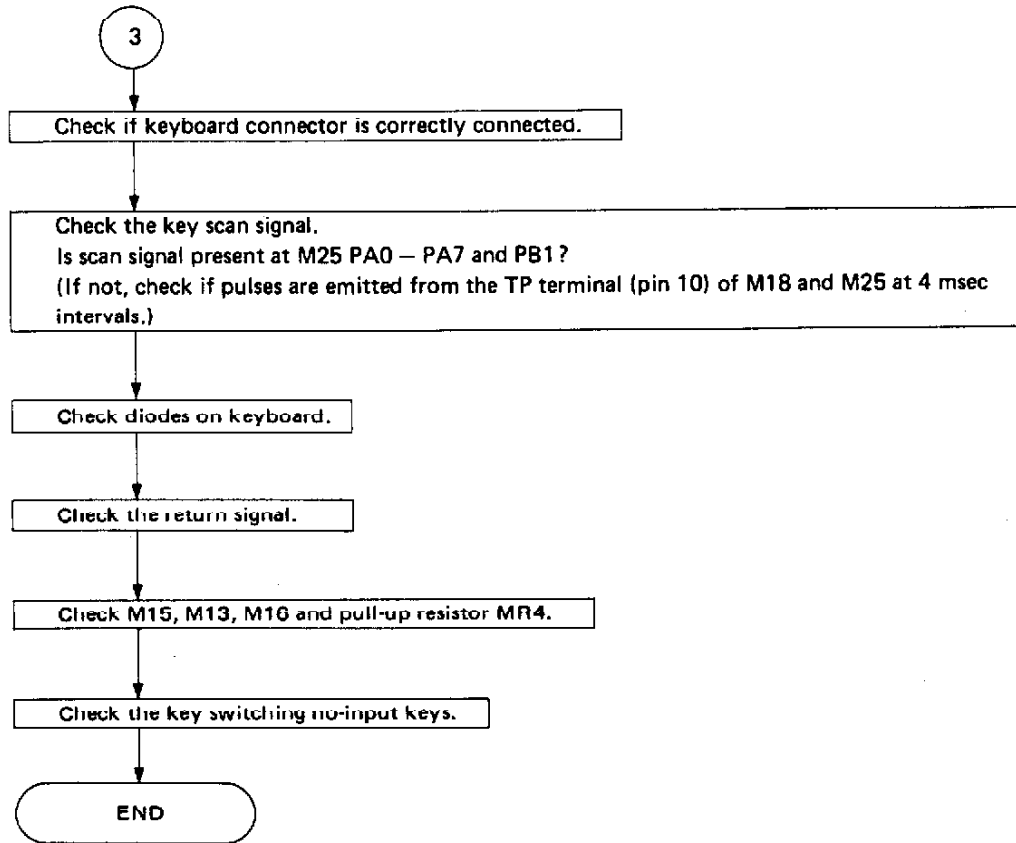 3
Check if keyboard connector is correctly connected.
Check the key scan signal.
Is scan signal present at M25 PA0 — PA7 and PB1?
(If not, check if pulses are emitted from the TP terminal (pin 10) of M18 and M25 at 4 msec
intervals.)
Check diodes on keyboard.
Check the return signal.
Check M15, M13, M16 and pull-up resistor MR4.
Check the key switching no-input keys.
END